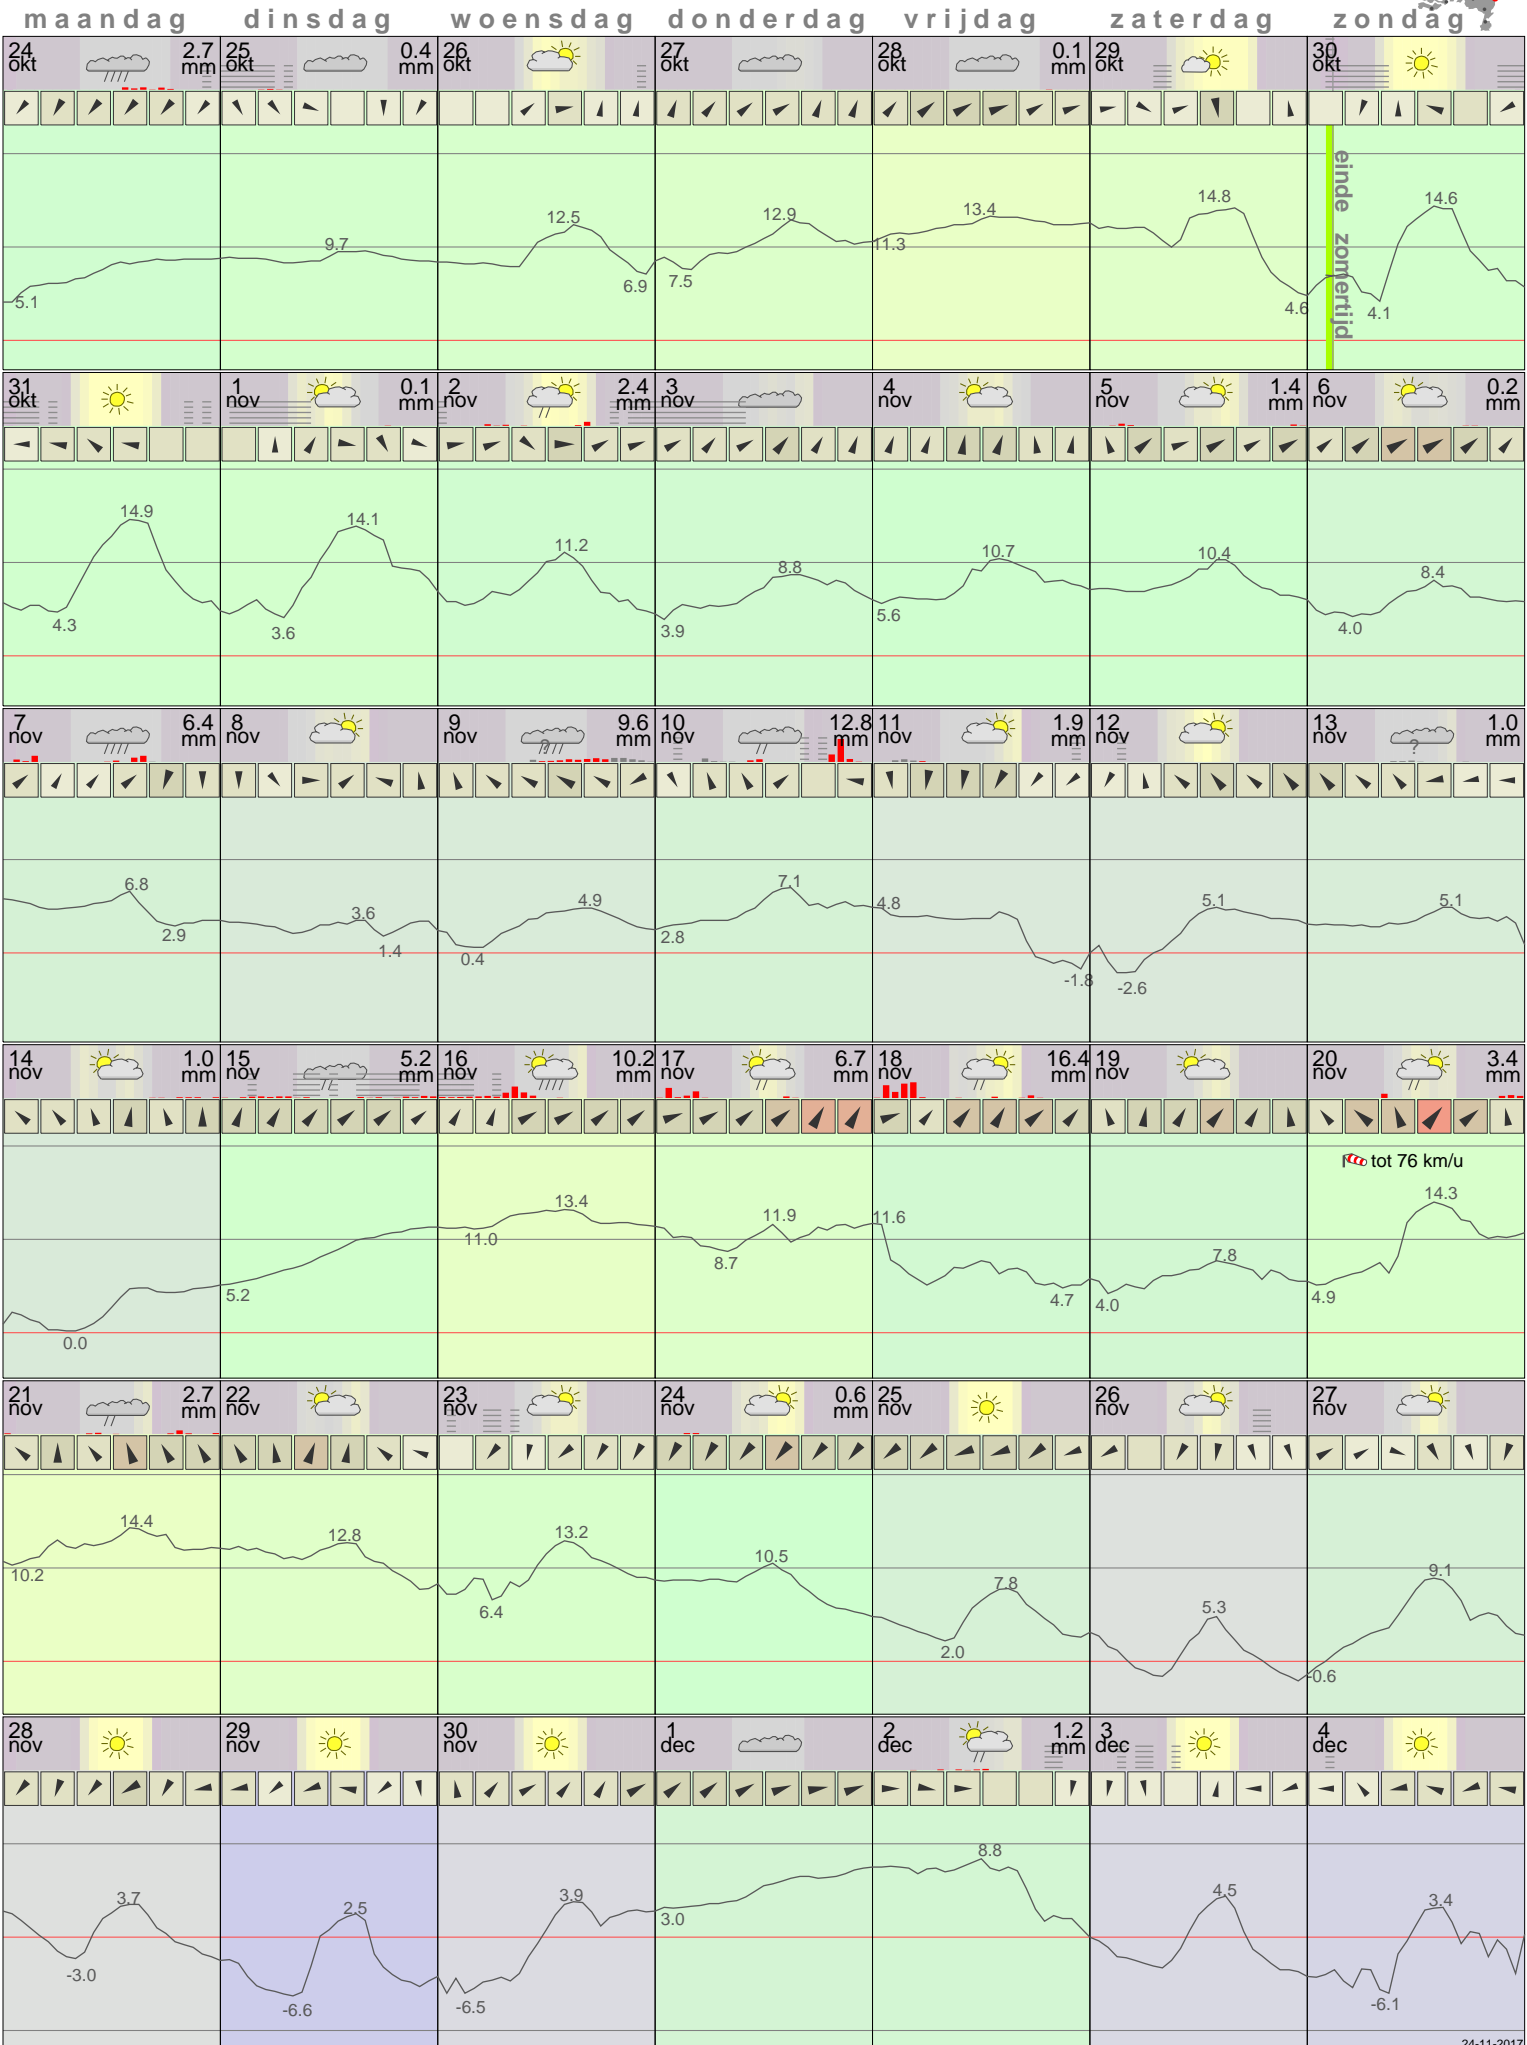 maandag dinsdag woensdag donderdag vrijdag zaterdag zondag
24 okt 2.7 mm 25 okt 0.4 mm 26 okt 27 okt 28 okt 0.1 mm 29 okt 30 okt
einde zomertijd
5.1 9.7 12.5 6.9 7.5 12.9 11.3 13.4 14.8 4.6 4.1 14.6
31 okt 1 nov 0.1 mm 2 nov 2.4 mm 3 nov 4 nov 5 nov 1.4 mm 6 nov 0.2 mm
4.3 14.9 3.6 14.1 11.2 3.9 8.8 5.6 10.7 10.4 4.0 8.4
7 nov 6.4 mm 8 nov 9 nov 9.6 mm 10 nov 12.8 mm 11 nov 1.9 mm 12 nov 13 nov 1.0 mm
? ?
6.8 2.9 3.6 1.4 0.4 4.9 2.8 7.1 4.8 -1.8 -2.6 5.1 5.1
14 nov 1.0 mm 15 nov 5.2 mm 16 nov 10.2 mm 17 nov 6.7 mm 18 nov 16.4 mm 19 nov 20 nov 3.4 mm
tot 76 km/u
0.0 5.2 11.0 13.4 8.7 11.9 11.6 4.7 4.0 7.8 4.9 14.3
21 nov 2.7 mm 22 nov 23 nov 24 nov 0.6 mm 25 nov 26 nov 27 nov
10.2 14.4 12.8 6.4 13.2 10.5 2.0 7.8 5.3 -0.6 9.1
28 nov 29 nov 30 nov 1 dec 2 dec 1.2 mm 3 dec 4 dec
-3.0 3.7 -6.6 2.5 -6.5 3.9 3.0 8.8 4.5 -6.1 3.4
24-11-2017